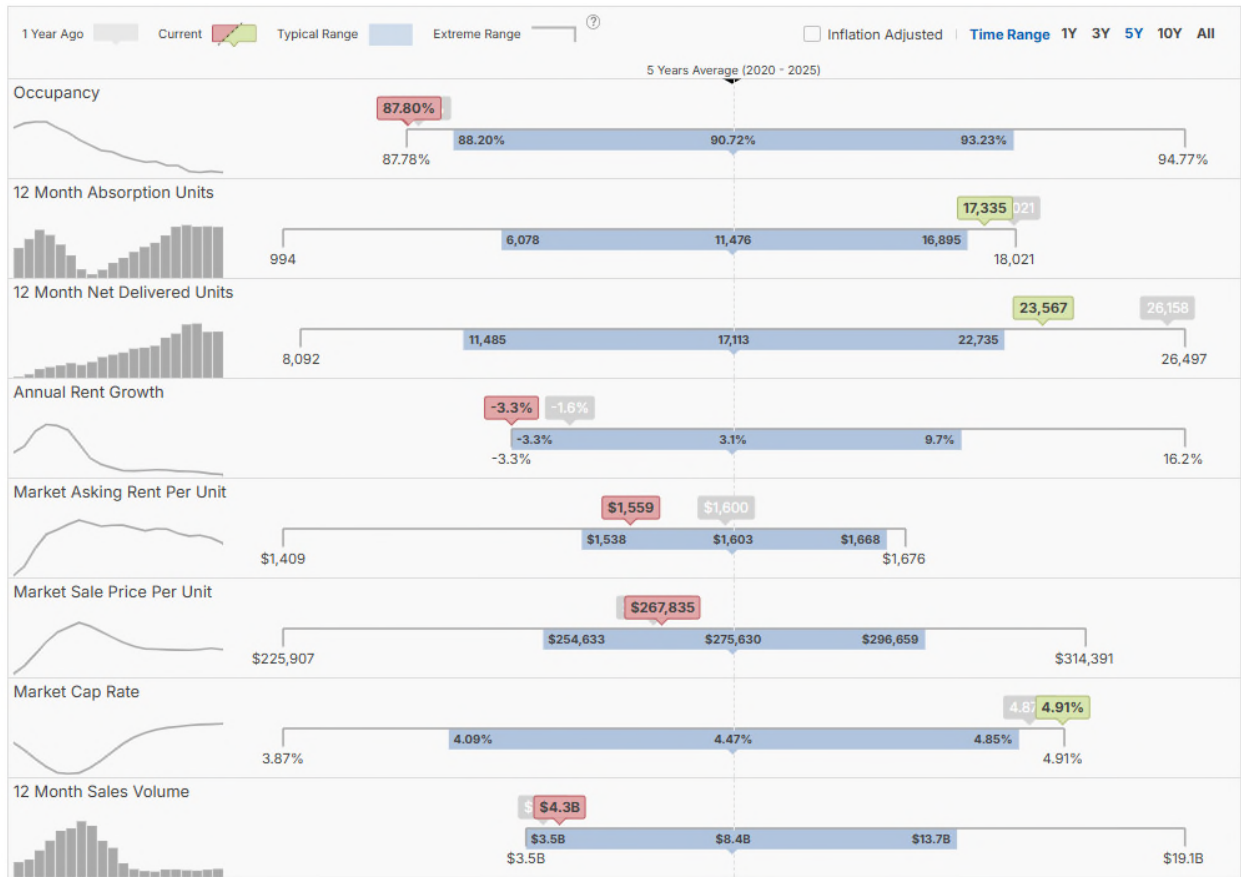 1 Year Ago Current Typical Range Extreme Range ? Inflation Adjusted Time Range 1Y 3Y 5Y 10Y All
5 Years Average (2020 - 2025)
Occupancy
87.80%
88.20% 90.72% 93.23%
87.78% 94.77%
12 Month Absorption Units
17,335
6,078 11,476 16,895
994 18,021
12 Month Net Delivered Units
23,567 26,158
11,485 17,113 22,735
8,092 26,497
Annual Rent Growth
-3.3% -1.6%
-3.3% 3.1% 9.7%
-3.3% 16.2%
Market Asking Rent Per Unit
$1,559 $1,600
$1,538 $1,603 $1,668
$1,409 $1,676
Market Sale Price Per Unit
$267,835
$254,633 $275,630 $296,659
$225,907 $314,391
Market Cap Rate
4.91%
4.09% 4.47% 4.85%
3.87% 4.91%
12 Month Sales Volume
$4.3B
$3.5B $8.4B $13.7B
$3.5B $19.1B